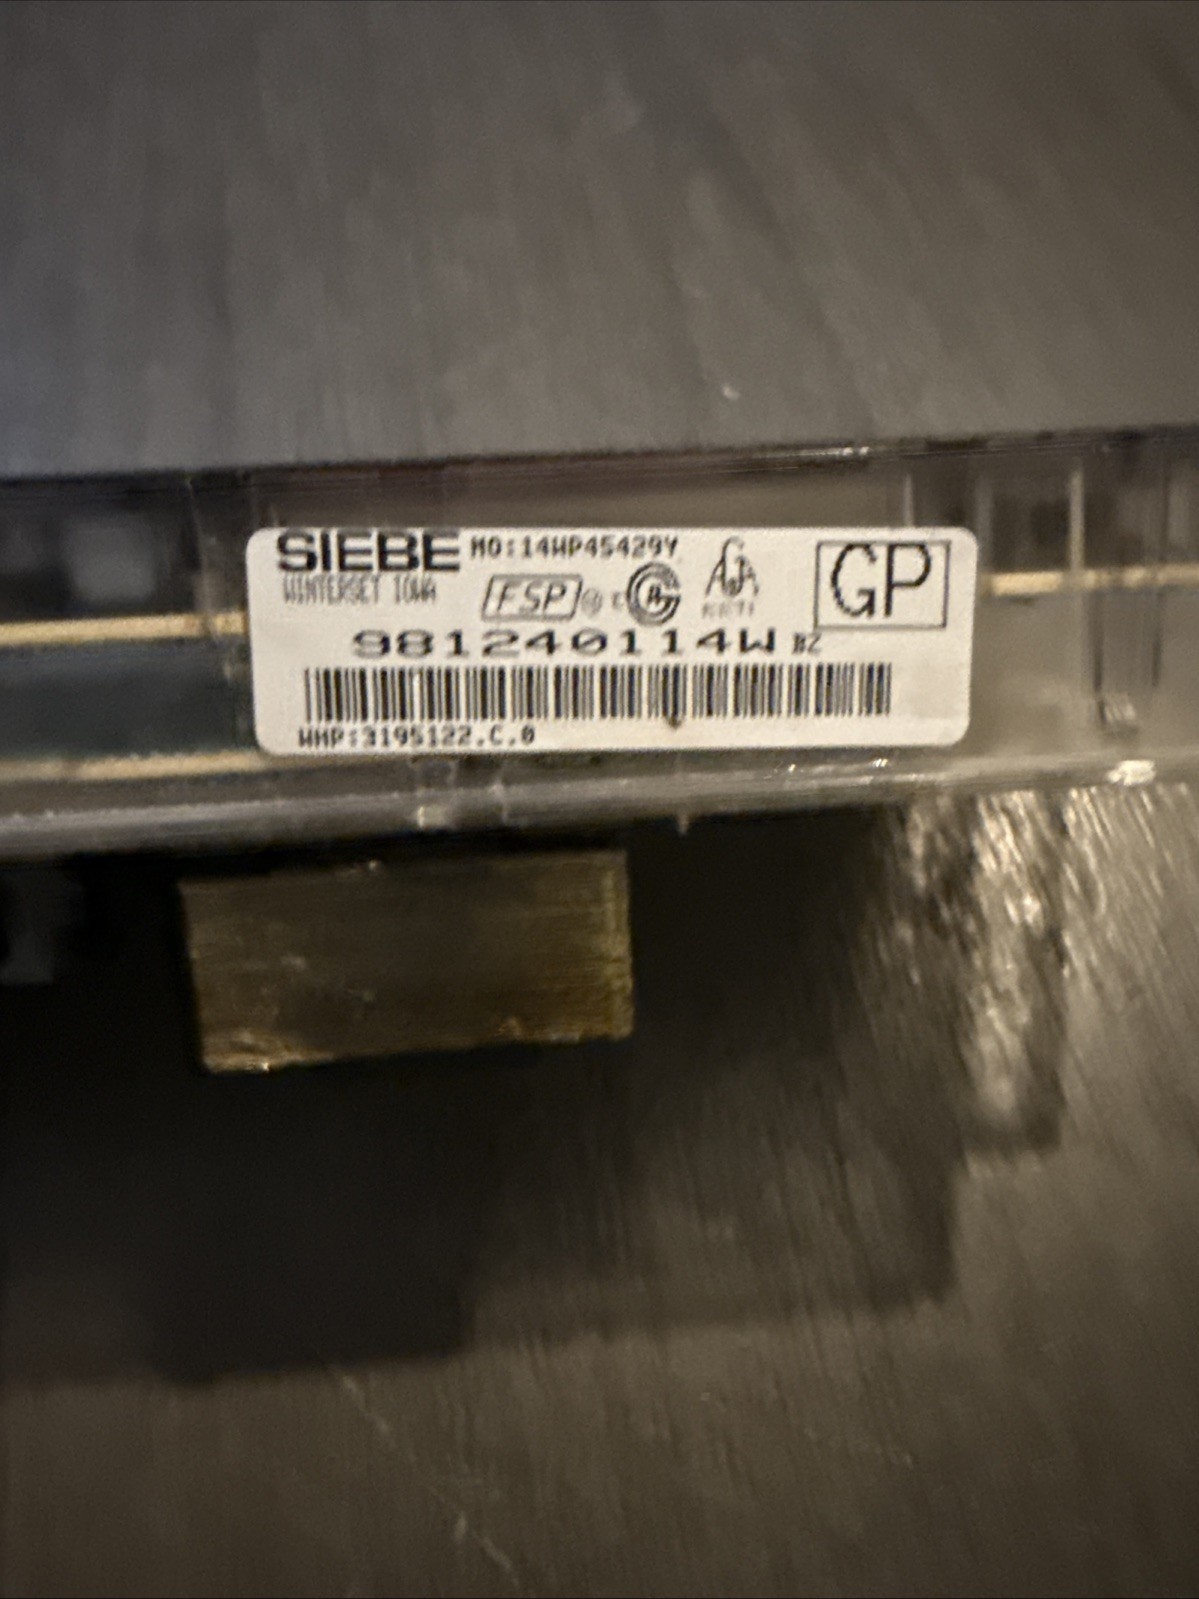 SIEBE MO:14WP45429Y
WINTERSET IOWA
FSP® GP
981240114W BZ
WHP:3195122.C.0